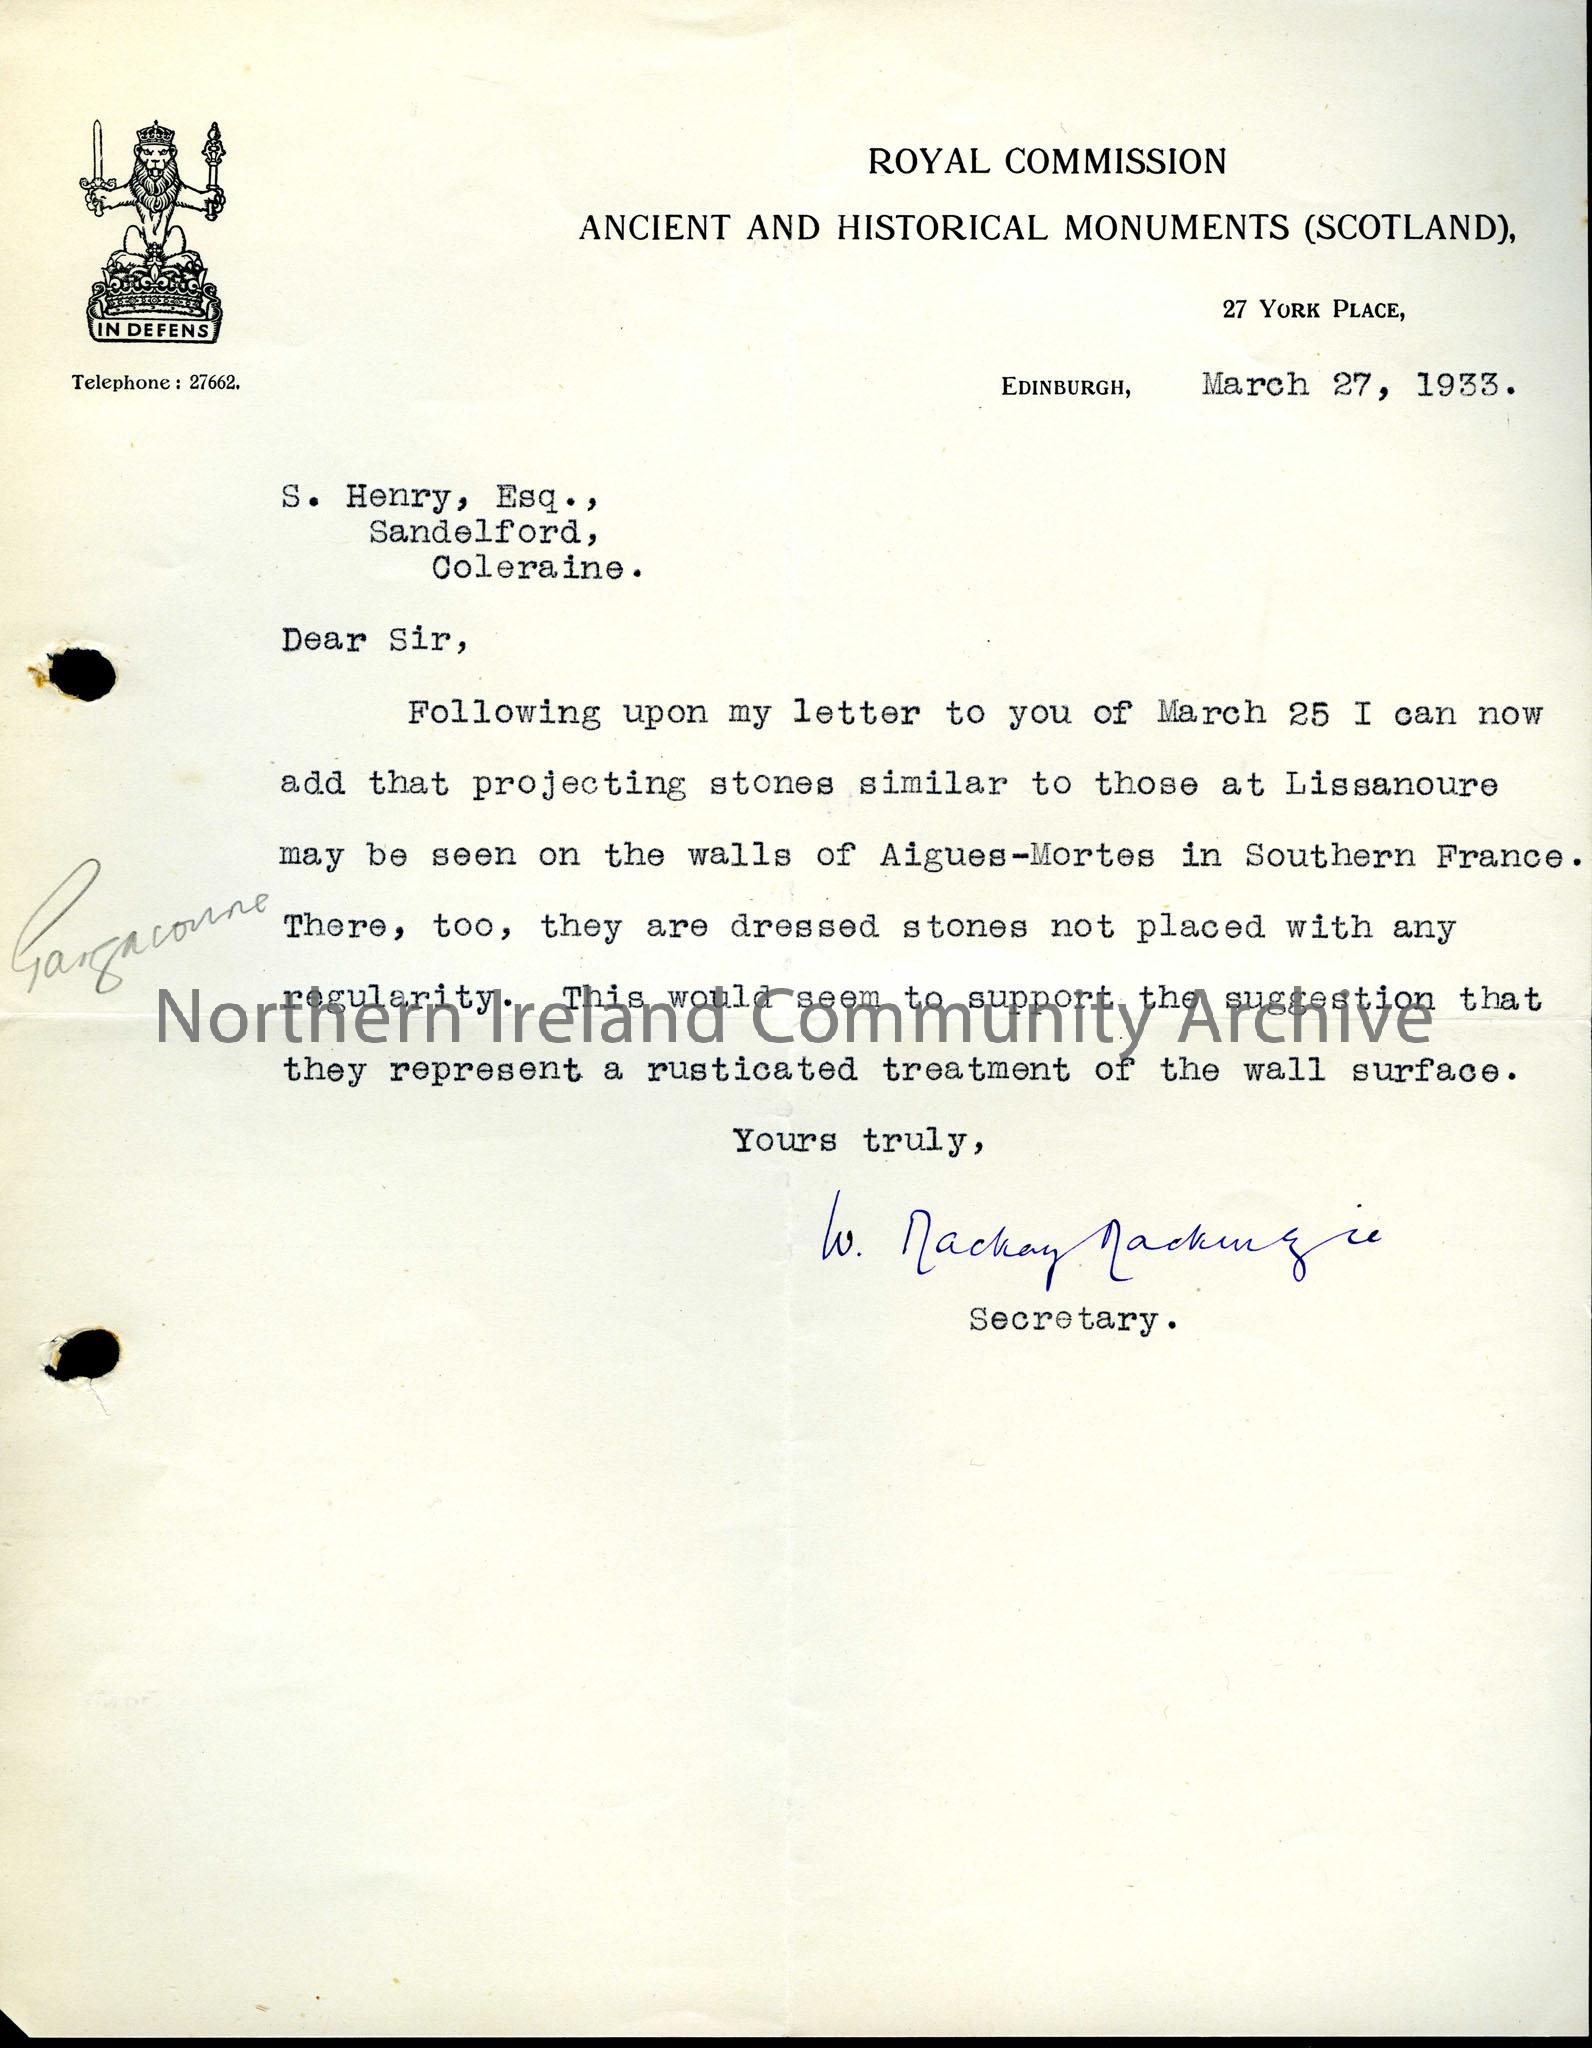 ROYAL COMMISSION
ANCIENT AND HISTORICAL MONUMENTS (SCOTLAND),
27 YORK PLACE,
IN DEFENS
Telephone: 27662.
EDINBURGH, March 27, 1933.
S. Henry, Esq.,
Sandelford,
Coleraine.
Dear Sir,
Following upon my letter to you of March 25 I can now
add that projecting stones similar to those at Lissanoure
may be seen on the walls of Aigues-Mortes in Southern France.
There, too, they are dressed stones not placed with any
regularity. This would seem to support the suggestion that
they represent a rusticated treatment of the wall surface.
Northern Ireland Community Archive
Yours truly,
W. Mackay Mackenzie
Secretary.